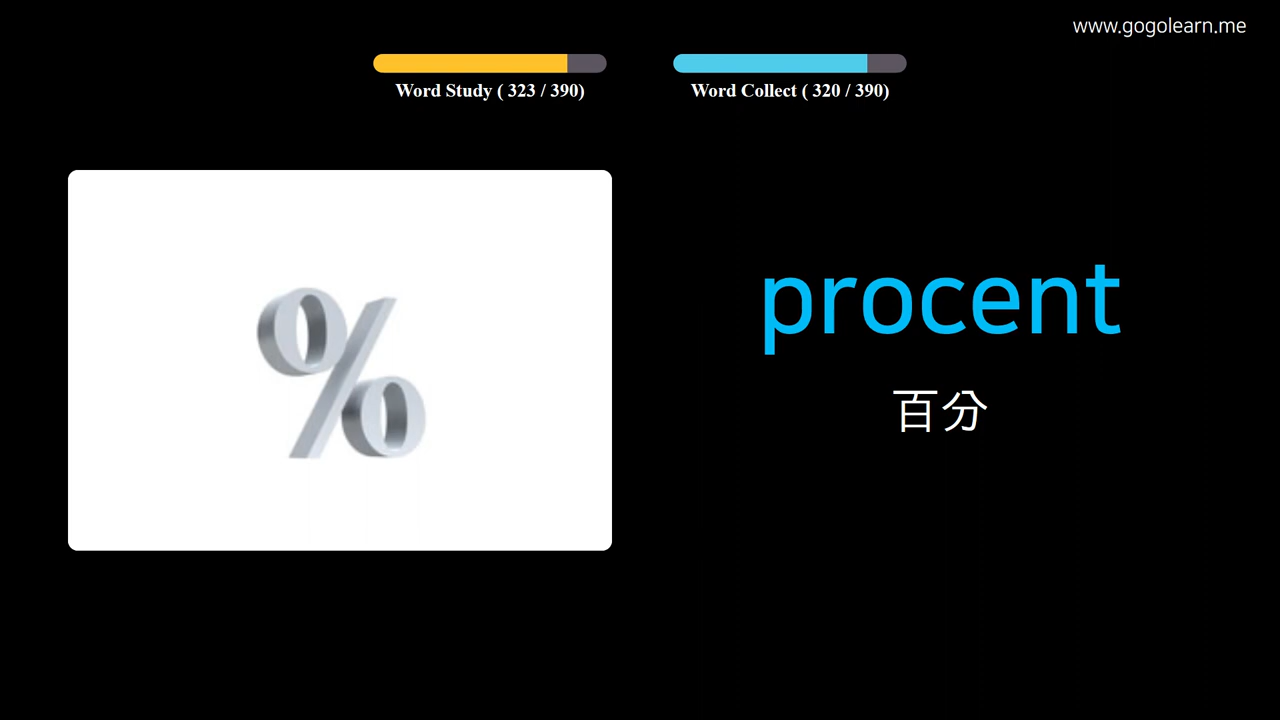 www.gogolearn.me
Word Study ( 323 / 390)
Word Collect ( 320 / 390)
%
procent
百分